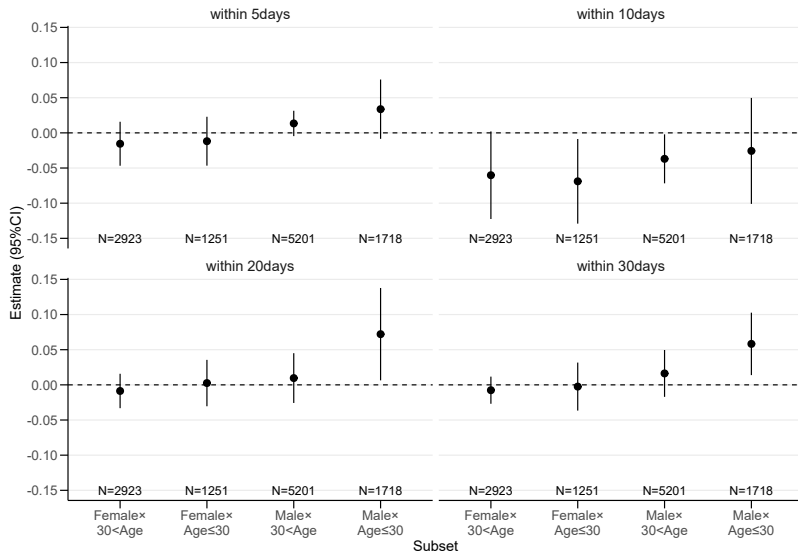 within 5days within 10days
0.15
0.10
0.05
0.00
-0.05
-0.10
-0.15
N=2923 N=1251 N=5201 N=1718 N=2923 N=1251 N=5201 N=1718
Estimate (95%CI)
within 20days within 30days
0.15
0.10
0.05
0.00
-0.05
-0.10
-0.15
N=2923 N=1251 N=5201 N=1718 N=2923 N=1251 N=5201 N=1718
Female× Female× Male× Male× Female× Female× Male× Male×
30<Age Age≤30 30<Age Age≤30 30<Age Age≤30 30<Age Age≤30
Subset